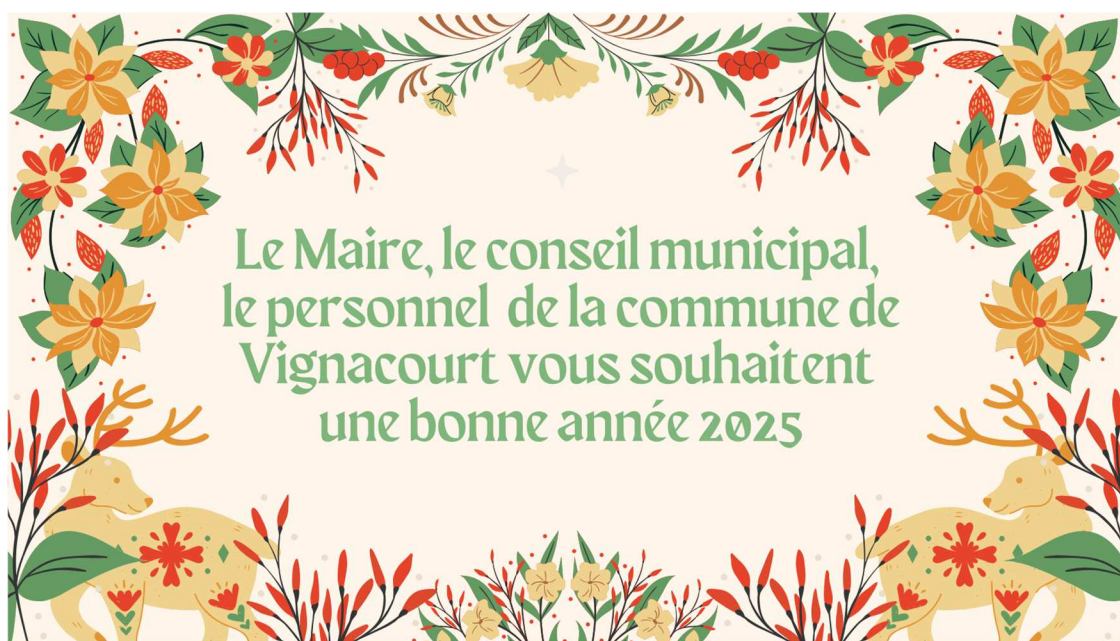 Le Maire, le conseil municipal,
le personnel de la commune de
Vignacourt vous souhaitent
une bonne année 2025